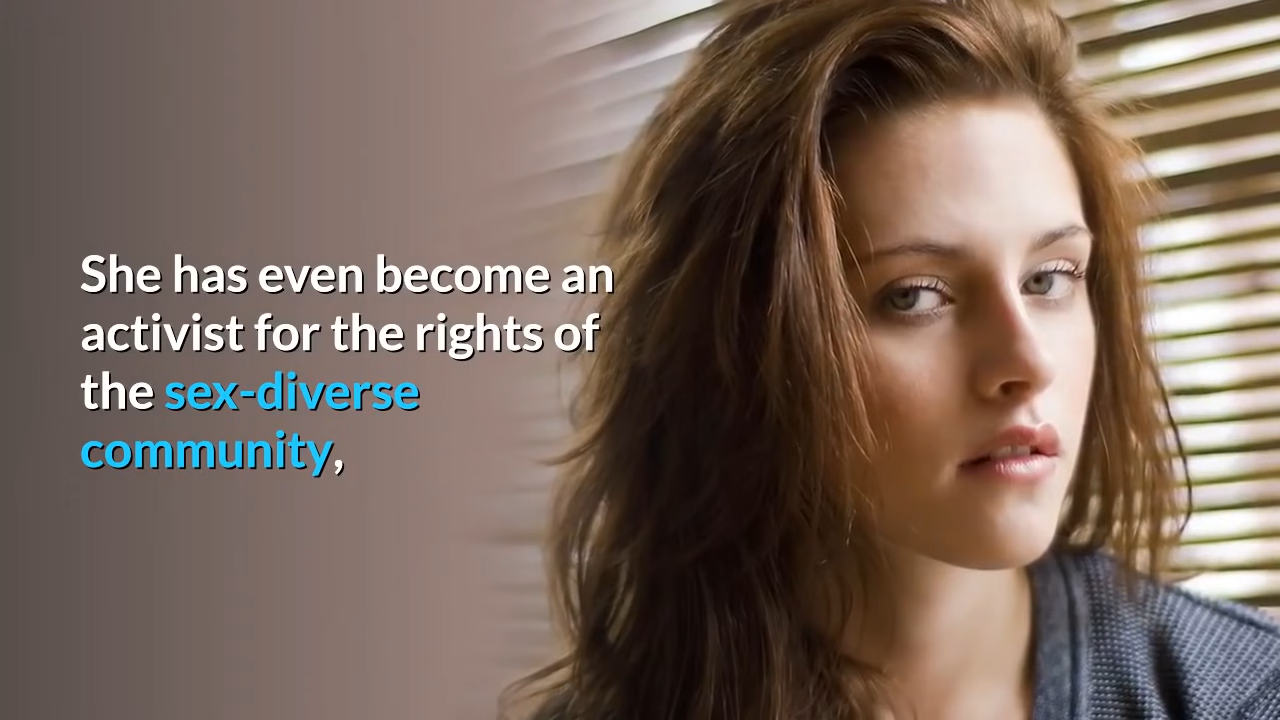 She has even become an
activist for the rights of
the sex-diverse
community,